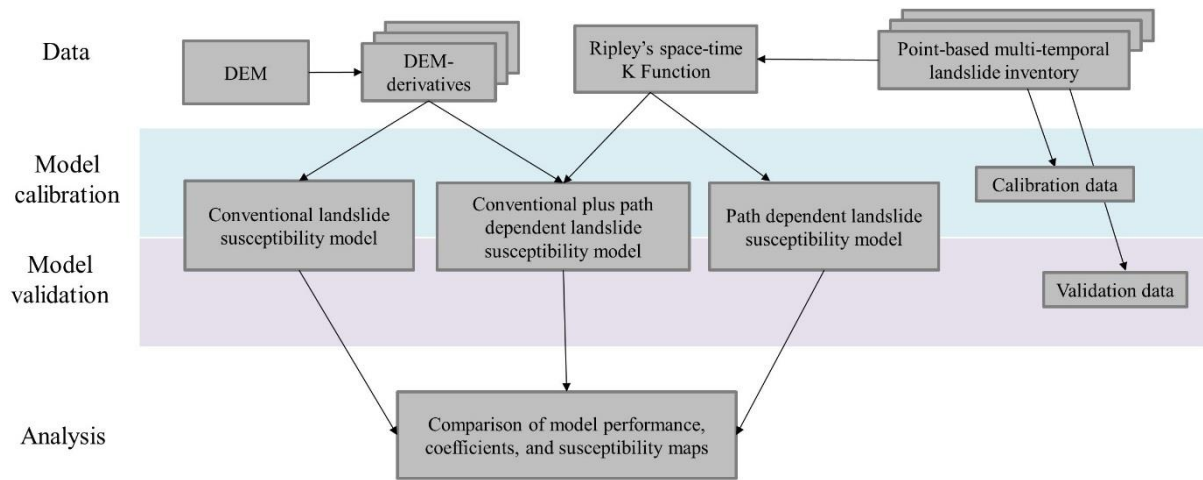 Data
DEM
DEM-
derivatives
Ripley's space-time
K Function
Point-based multi-temporal
landslide inventory
Model
calibration
Conventional landslide
susceptibility model
Conventional plus path
dependent landslide
susceptibility model
Path dependent landslide
susceptibility model
Calibration data
Model
validation
Validation data
Analysis
Comparison of model performance,
coefficients, and susceptibility maps